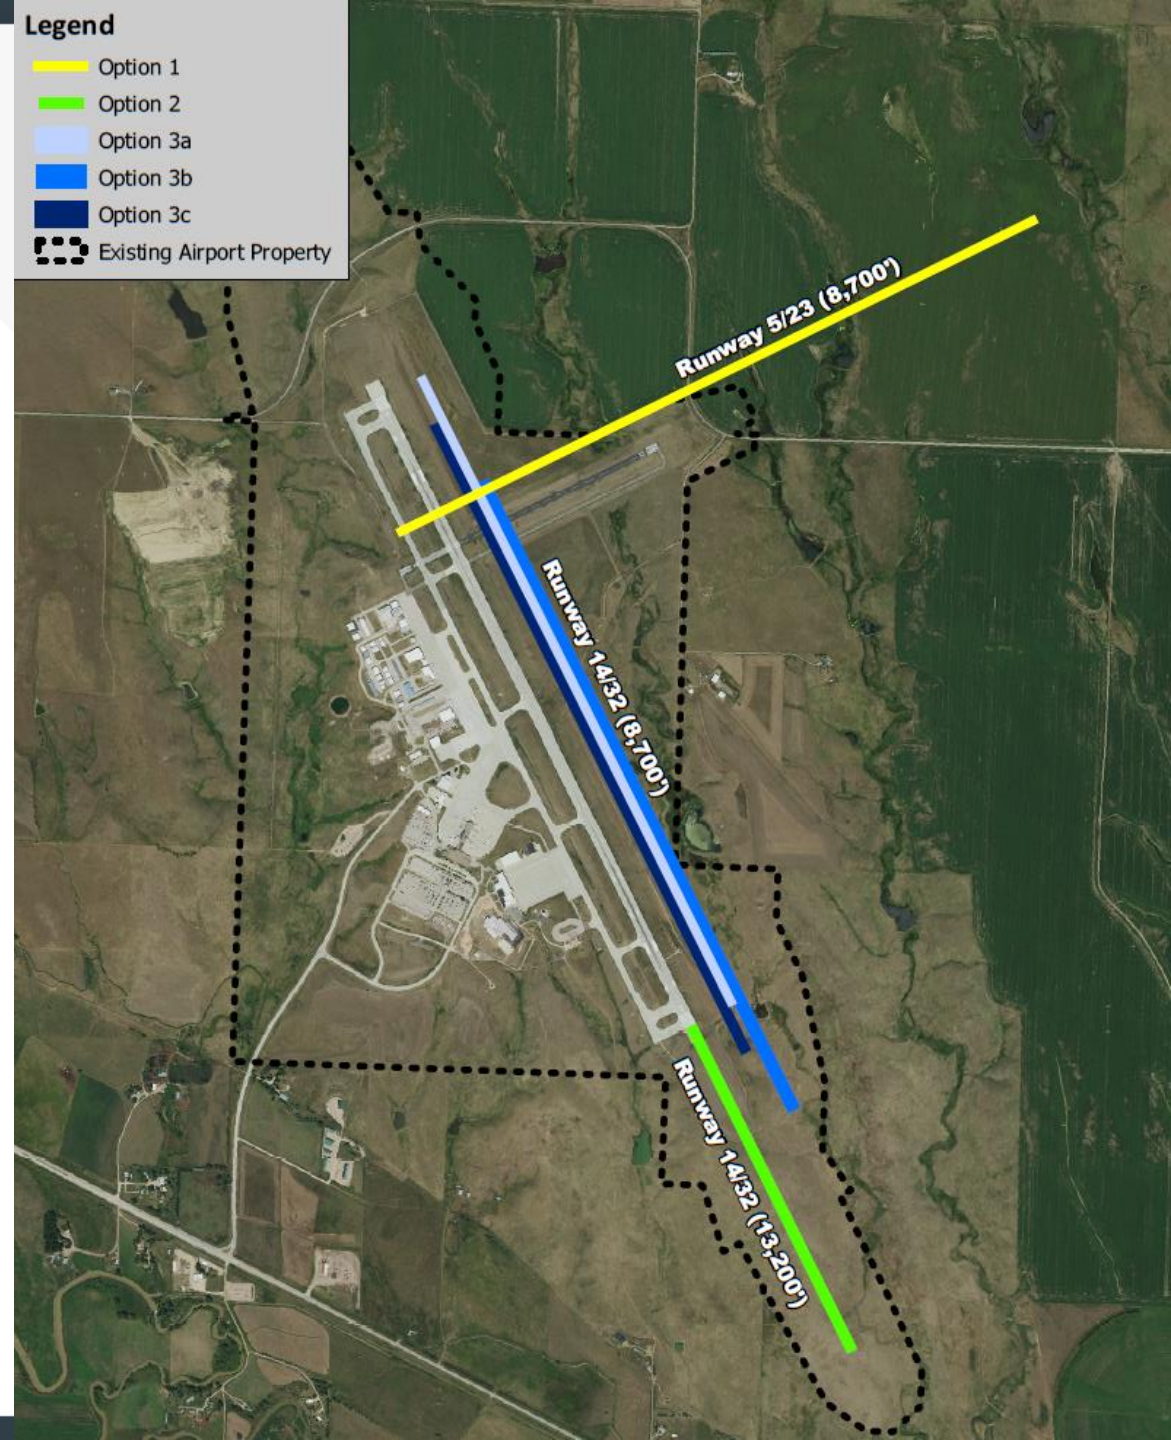 Legend
Option 1
Option 2
Option 3a
Option 3b
Option 3c
Existing Airport Property
Runway 5/23 (8,700')
Runway 14/32 (8,700')
Runway 14/32 (13,200')